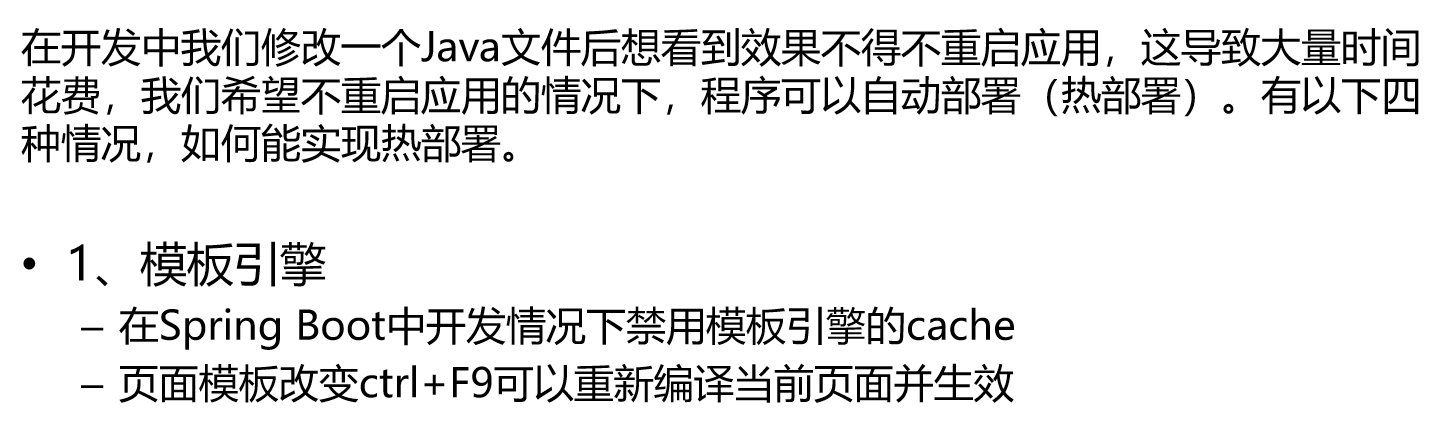 在开发中我们修改一个Java文件后想看到效果不得不重启应用，这导致大量时间
花费，我们希望不重启应用的情况下，程序可以自动部署（热部署）。有以下四
种情况，如何能实现热部署。
• 1、模板引擎
– 在Spring Boot中开发情况下禁用模板引擎的cache
– 页面模板改变ctrl+F9可以重新编译当前页面并生效